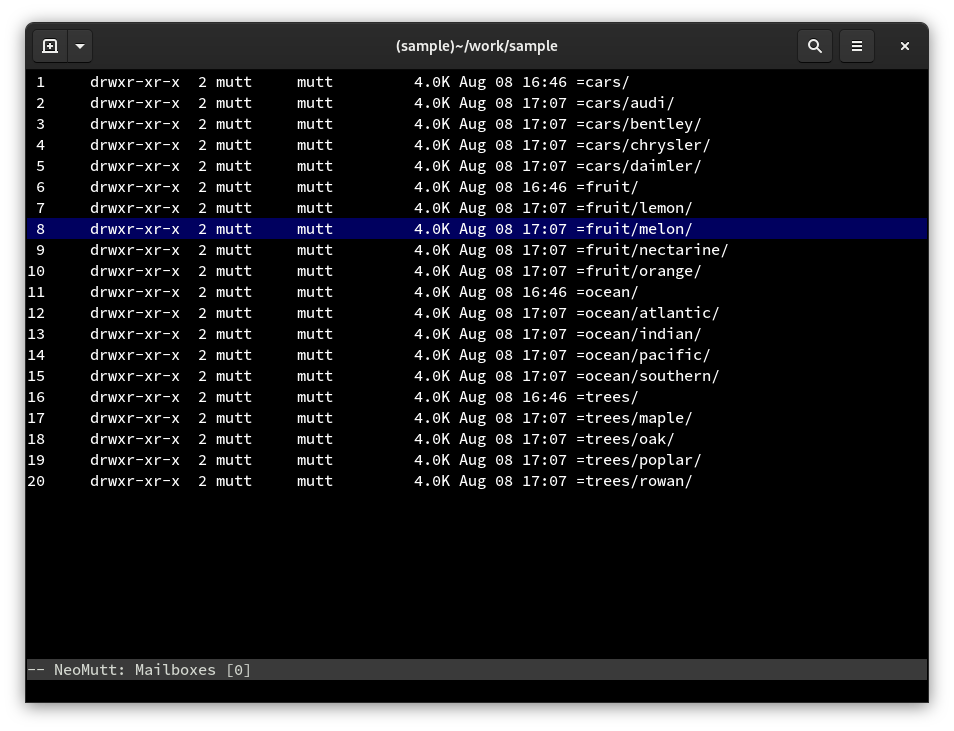 (sample)~/work/sample
1     drwxr-xr-x  2 mutt     mutt         4.0K Aug 08 16:46 =cars/
2     drwxr-xr-x  2 mutt     mutt         4.0K Aug 08 17:07 =cars/audi/
3     drwxr-xr-x  2 mutt     mutt         4.0K Aug 08 17:07 =cars/bentley/
4     drwxr-xr-x  2 mutt     mutt         4.0K Aug 08 17:07 =cars/chrysler/
5     drwxr-xr-x  2 mutt     mutt         4.0K Aug 08 17:07 =cars/daimler/
6     drwxr-xr-x  2 mutt     mutt         4.0K Aug 08 16:46 =fruit/
7     drwxr-xr-x  2 mutt     mutt         4.0K Aug 08 17:07 =fruit/lemon/
8     drwxr-xr-x  2 mutt     mutt         4.0K Aug 08 17:07 =fruit/melon/
9     drwxr-xr-x  2 mutt     mutt         4.0K Aug 08 17:07 =fruit/nectarine/
10     drwxr-xr-x  2 mutt     mutt         4.0K Aug 08 17:07 =fruit/orange/
11     drwxr-xr-x  2 mutt     mutt         4.0K Aug 08 16:46 =ocean/
12     drwxr-xr-x  2 mutt     mutt         4.0K Aug 08 17:07 =ocean/atlantic/
13     drwxr-xr-x  2 mutt     mutt         4.0K Aug 08 17:07 =ocean/indian/
14     drwxr-xr-x  2 mutt     mutt         4.0K Aug 08 17:07 =ocean/pacific/
15     drwxr-xr-x  2 mutt     mutt         4.0K Aug 08 17:07 =ocean/southern/
16     drwxr-xr-x  2 mutt     mutt         4.0K Aug 08 16:46 =trees/
17     drwxr-xr-x  2 mutt     mutt         4.0K Aug 08 17:07 =trees/maple/
18     drwxr-xr-x  2 mutt     mutt         4.0K Aug 08 17:07 =trees/oak/
19     drwxr-xr-x  2 mutt     mutt         4.0K Aug 08 17:07 =trees/poplar/
20     drwxr-xr-x  2 mutt     mutt         4.0K Aug 08 17:07 =trees/rowan/
-- NeoMutt: Mailboxes [0]